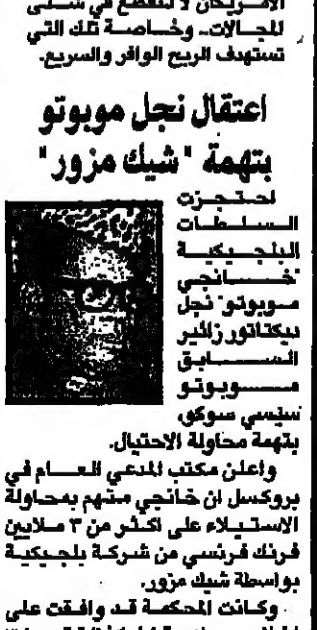 الأمريكان لا تنقطع في شتى
المجالات.. وخاصة تلك التي
تستهدف الربح الوافر والسريع.
اعتقال نجل موبوتو
بتهمة "شيك مزور"
احتجزت
السلطات
البلجيكية
"خانجي
موبوتو" نجل
ديكتاتور زائير
السابق
موبوتو
سيسي سوكو،
بتهمة محاولة الاحتيال.
واعلن مكتب المدعي العام في
بروكسل ان خانجي متهم بمحاولة
الاستيلاء على اكثر من ٣ ملايين
فرنك فرنسي من شركة بلجيكية
بواسطة شيك مزور.
وكانت المحكمة قد وافقت على